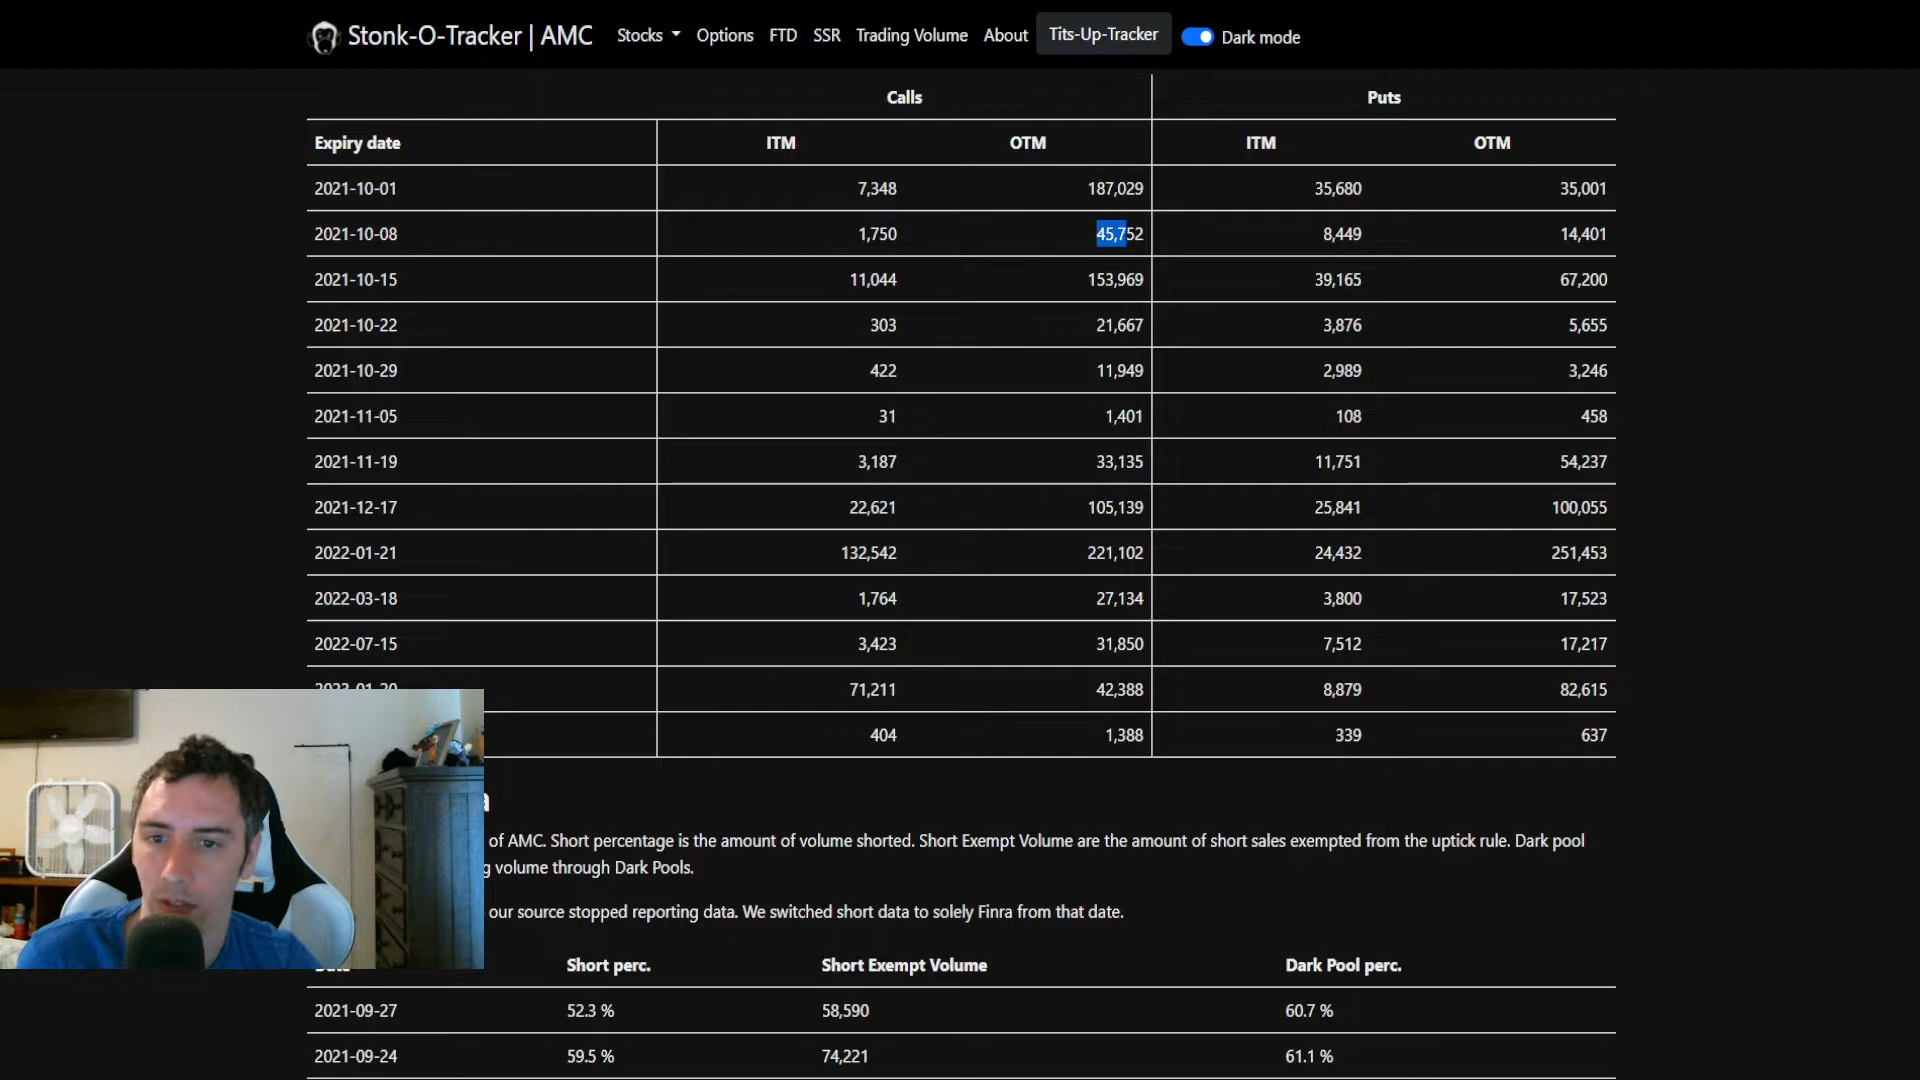 Stonk-O-Tracker | AMC Stocks Options FTD SSR Trading Volume About Tits-Up-Tracker Dark mode
Calls Puts
Expiry date ITM OTM ITM OTM
2021-10-01 7,348 187,029 35,680 35,001
2021-10-08 1,750 45,752 8,449 14,401
2021-10-15 11,044 153,969 39,165 67,200
2021-10-22 303 21,667 3,876 5,655
2021-10-29 422 11,949 2,989 3,246
2021-11-05 31 1,401 108 458
2021-11-19 3,187 33,135 11,751 54,237
2021-12-17 22,621 105,139 25,841 100,055
2022-01-21 132,542 221,102 24,432 251,453
2022-03-18 1,764 27,134 3,800 17,523
2022-07-15 3,423 31,850 7,512 17,217
2023-01-20 71,211 42,388 8,879 82,615
404 1,388 339 637
of AMC. Short percentage is the amount of volume shorted. Short Exempt Volume are the amount of short sales exempted from the uptick rule. Dark pool
volume through Dark Pools.
our source stopped reporting data. We switched short data to solely Finra from that date.
Short perc. Short Exempt Volume Dark Pool perc.
2021-09-27 52.3 % 58,590 60.7 %
2021-09-24 59.5 % 74,221 61.1 %